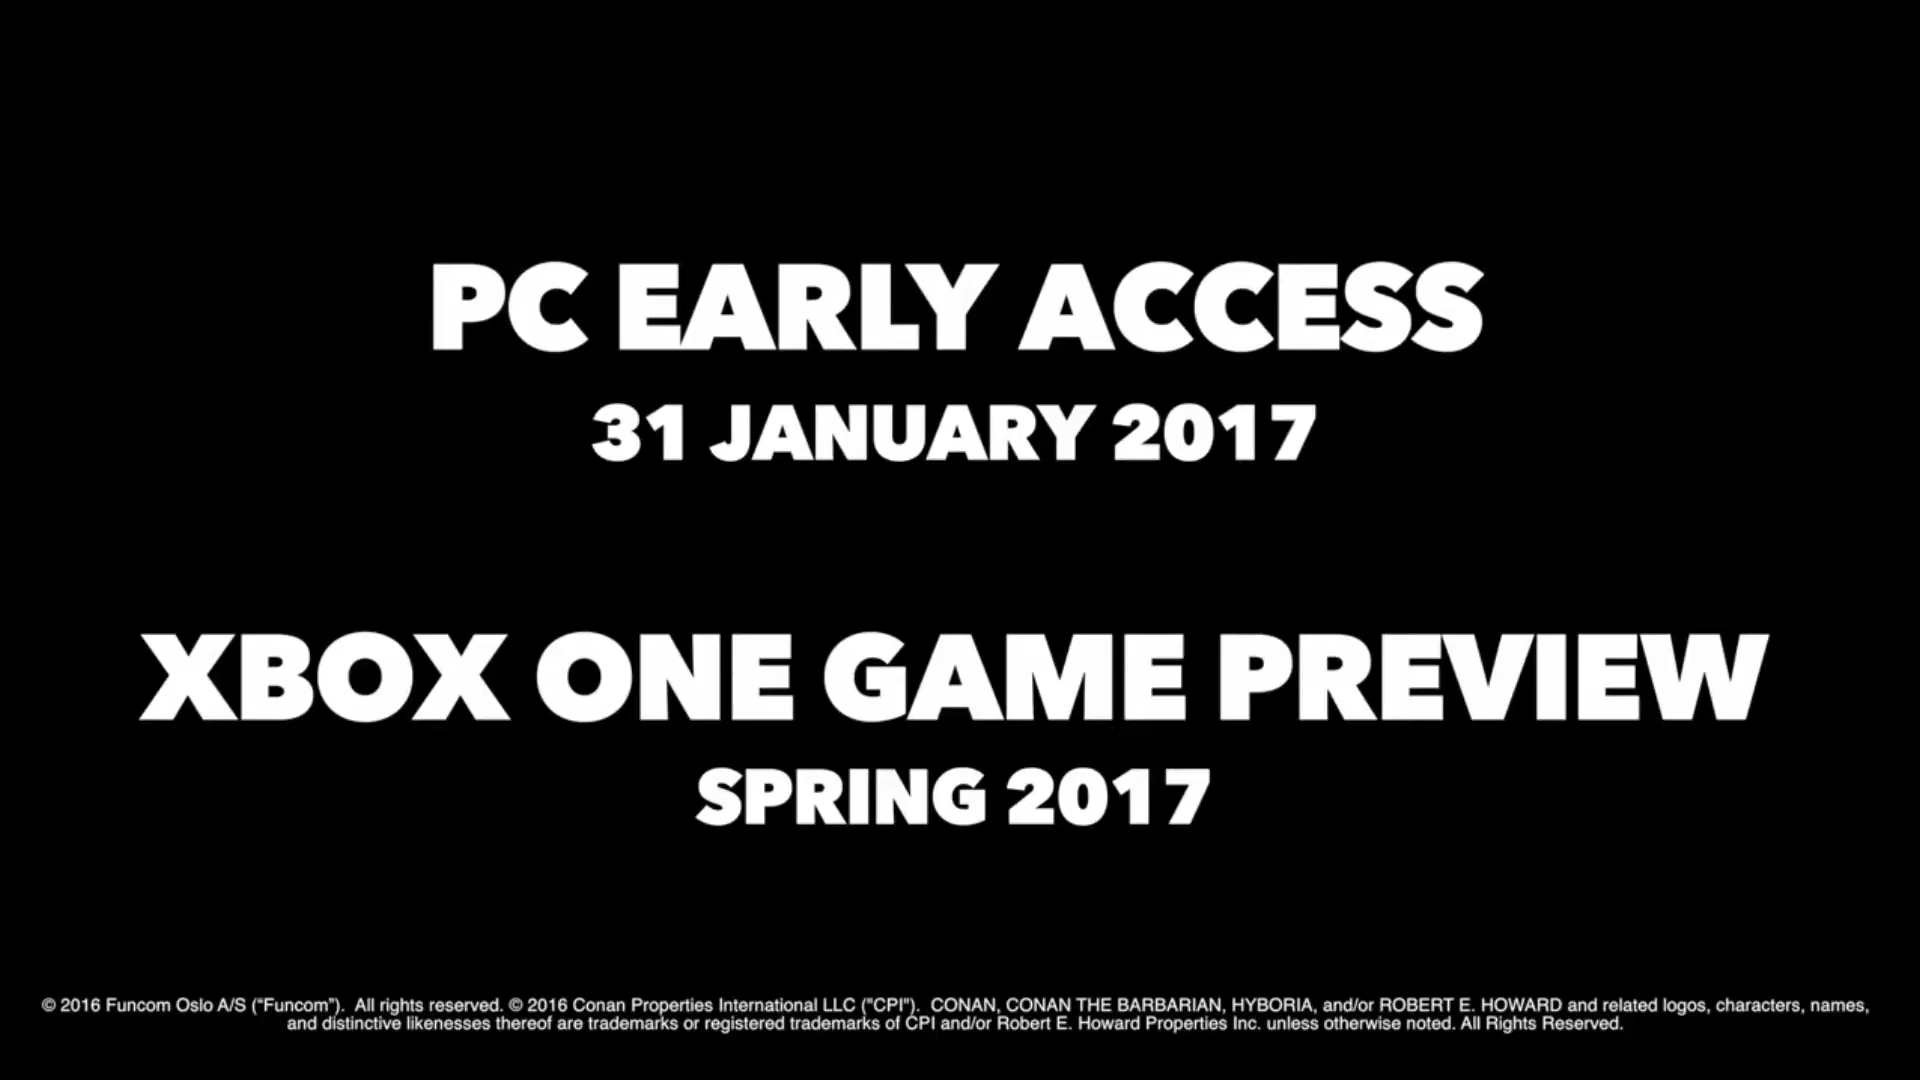 PC EARLY ACCESS
31 JANUARY 2017
XBOX ONE GAME PREVIEW
SPRING 2017
© 2016 Funcom Oslo A/S (“Funcom”).  All rights reserved. © 2016 Conan Properties International LLC ("CPI").  CONAN, CONAN THE BARBARIAN, HYBORIA, and/or ROBERT E. HOWARD and related logos, characters, names,
and distinctive likenesses thereof are trademarks or registered trademarks of CPI and/or Robert E. Howard Properties Inc. unless otherwise noted. All Rights Reserved.